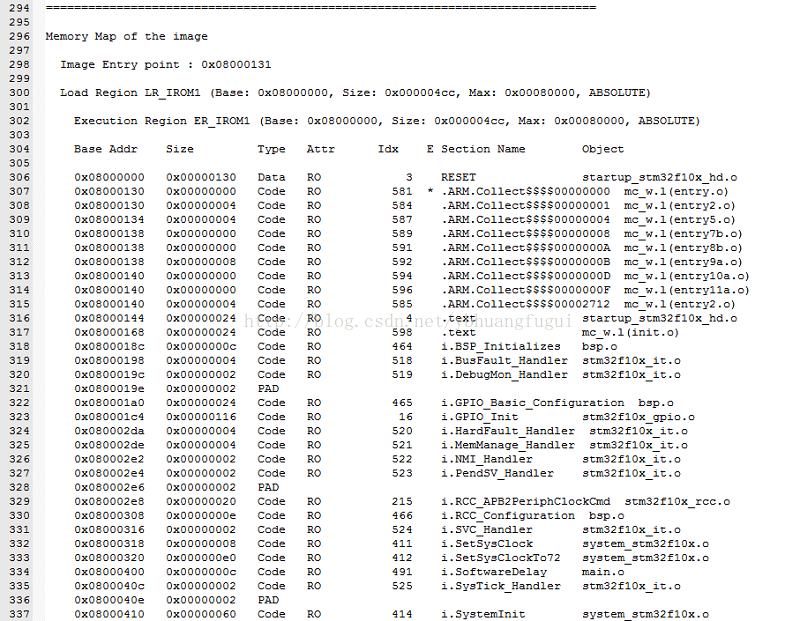 294 ==============================================================================
295
296 Memory Map of the image
297
298 Image Entry point : 0x08000131
299
300 Load Region LR_IROM1 (Base: 0x08000000, Size: 0x000004cc, Max: 0x00080000, ABSOLUTE)
301
302 Execution Region ER_IROM1 (Base: 0x08000000, Size: 0x000004cc, Max: 0x00080000, ABSOLUTE)
303
304 Base Addr Size Type Attr Idx E Section Name Object
305
306 0x08000000 0x00000130 Data RO 3 RESET startup_stm32f10x_hd.o
307 0x08000130 0x00000000 Code RO 581 * .ARM.Collect$$$$00000000 mc_w.l(entry.o)
308 0x08000130 0x00000004 Code RO 584 .ARM.Collect$$$$00000001 mc_w.l(entry2.o)
309 0x08000134 0x00000004 Code RO 587 .ARM.Collect$$$$00000004 mc_w.l(entry5.o)
310 0x08000138 0x00000000 Code RO 589 .ARM.Collect$$$$00000008 mc_w.l(entry7b.o)
311 0x08000138 0x00000000 Code RO 591 .ARM.Collect$$$$0000000A mc_w.l(entry8b.o)
312 0x08000138 0x00000008 Code RO 592 .ARM.Collect$$$$0000000B mc_w.l(entry9a.o)
313 0x08000140 0x00000000 Code RO 594 .ARM.Collect$$$$0000000D mc_w.l(entry10a.o)
314 0x08000140 0x00000000 Code RO 596 .ARM.Collect$$$$0000000F mc_w.l(entry11a.o)
315 0x08000140 0x00000004 Code RO 585 .ARM.Collect$$$$00002712 mc_w.l(entry2.o)
316 0x08000144 0x00000024 Code RO 4 .text startup_stm32f10x_hd.o
317 0x08000168 0x00000024 Code RO 598 .text mc_w.l(init.o)
318 0x0800018c 0x0000000c Code RO 464 i.BSP_Initializes bsp.o
319 0x08000198 0x00000004 Code RO 518 i.BusFault_Handler stm32f10x_it.o
320 0x0800019c 0x00000002 Code RO 519 i.DebugMon_Handler stm32f10x_it.o
321 0x0800019e 0x00000002 PAD
322 0x080001a0 0x00000024 Code RO 465 i.GPIO_Basic_Configuration bsp.o
323 0x080001c4 0x00000116 Code RO 16 i.GPIO_Init stm32f10x_gpio.o
324 0x080002da 0x00000004 Code RO 520 i.HardFault_Handler stm32f10x_it.o
325 0x080002de 0x00000004 Code RO 521 i.MemManage_Handler stm32f10x_it.o
326 0x080002e2 0x00000002 Code RO 522 i.NMI_Handler stm32f10x_it.o
327 0x080002e4 0x00000002 Code RO 523 i.PendSV_Handler stm32f10x_it.o
328 0x080002e6 0x00000002 PAD
329 0x080002e8 0x00000020 Code RO 215 i.RCC_APB2PeriphClockCmd stm32f10x_rcc.o
330 0x08000308 0x0000000e Code RO 466 i.RCC_Configuration bsp.o
331 0x08000316 0x00000002 Code RO 524 i.SVC_Handler stm32f10x_it.o
332 0x08000318 0x00000008 Code RO 411 i.SetSysClock system_stm32f10x.o
333 0x08000320 0x000000e0 Code RO 412 i.SetSysClockTo72 system_stm32f10x.o
334 0x08000400 0x0000000c Code RO 491 i.SoftwareDelay main.o
335 0x0800040c 0x00000002 Code RO 525 i.SysTick_Handler stm32f10x_it.o
336 0x0800040e 0x00000002 PAD
337 0x08000410 0x00000060 Code RO 414 i.SystemInit system_stm32f10x.o